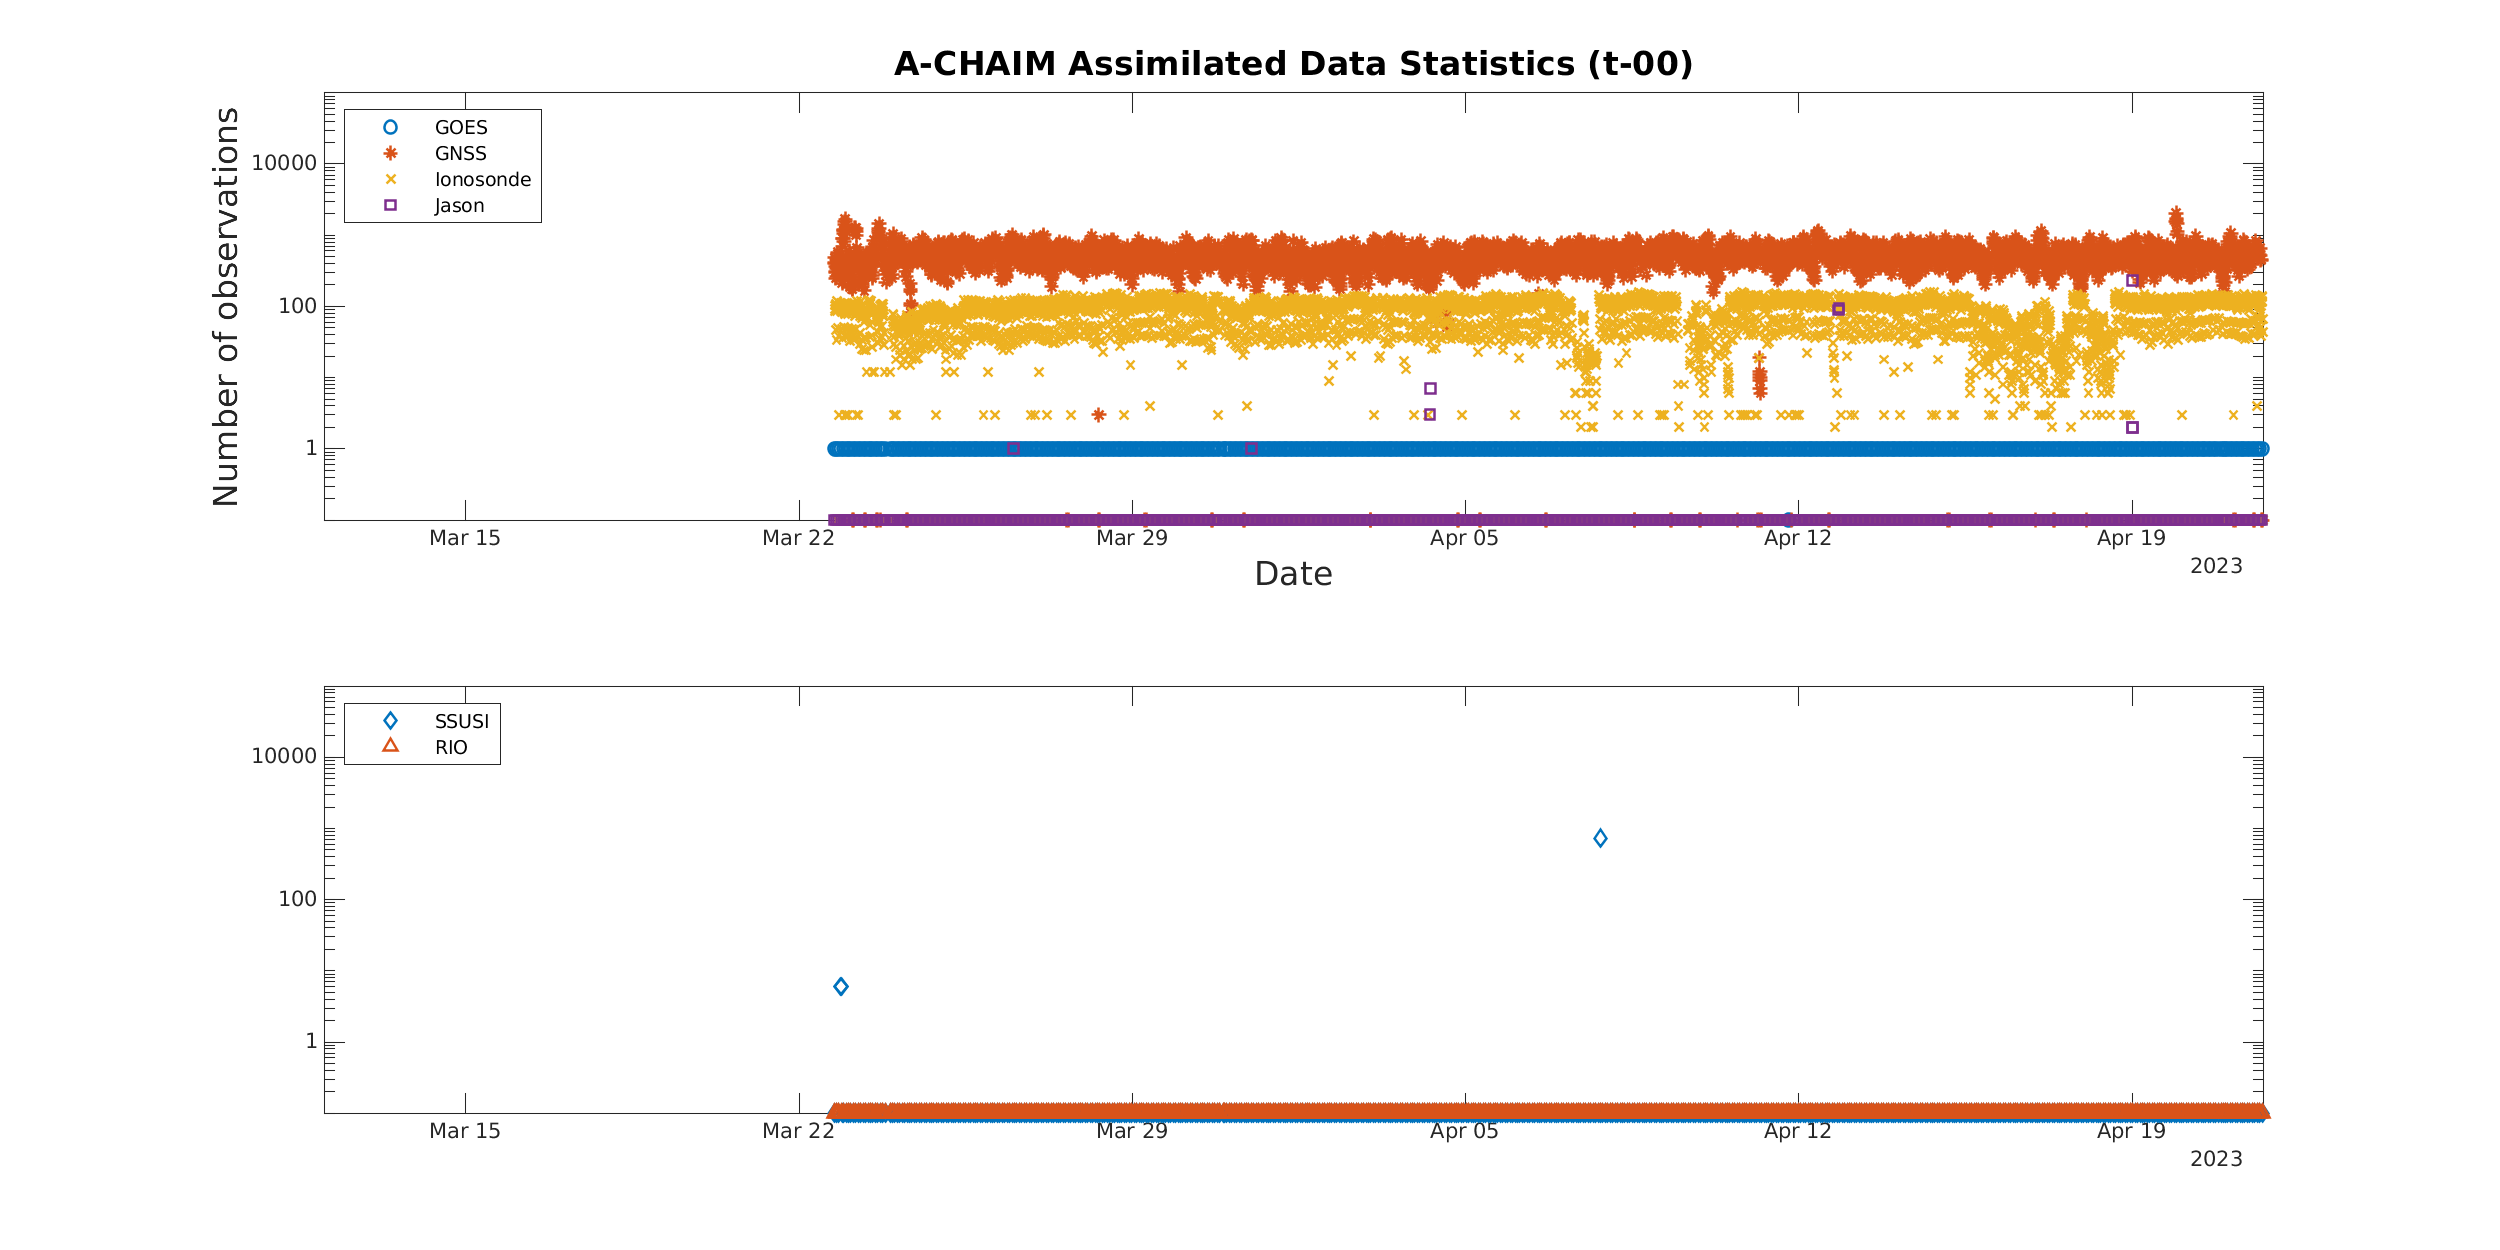 A-CHAIM Assimilated Data Statistics (t-00)
Number of observations
10000
100
1
GOES
GNSS
Ionosonde
Jason
Mar 15 Mar 22 Mar 29 Apr 05 Apr 12 Apr 19
2023
Date
10000
100
1
SSUSI
RIO
Mar 15 Mar 22 Mar 29 Apr 05 Apr 12 Apr 19
2023